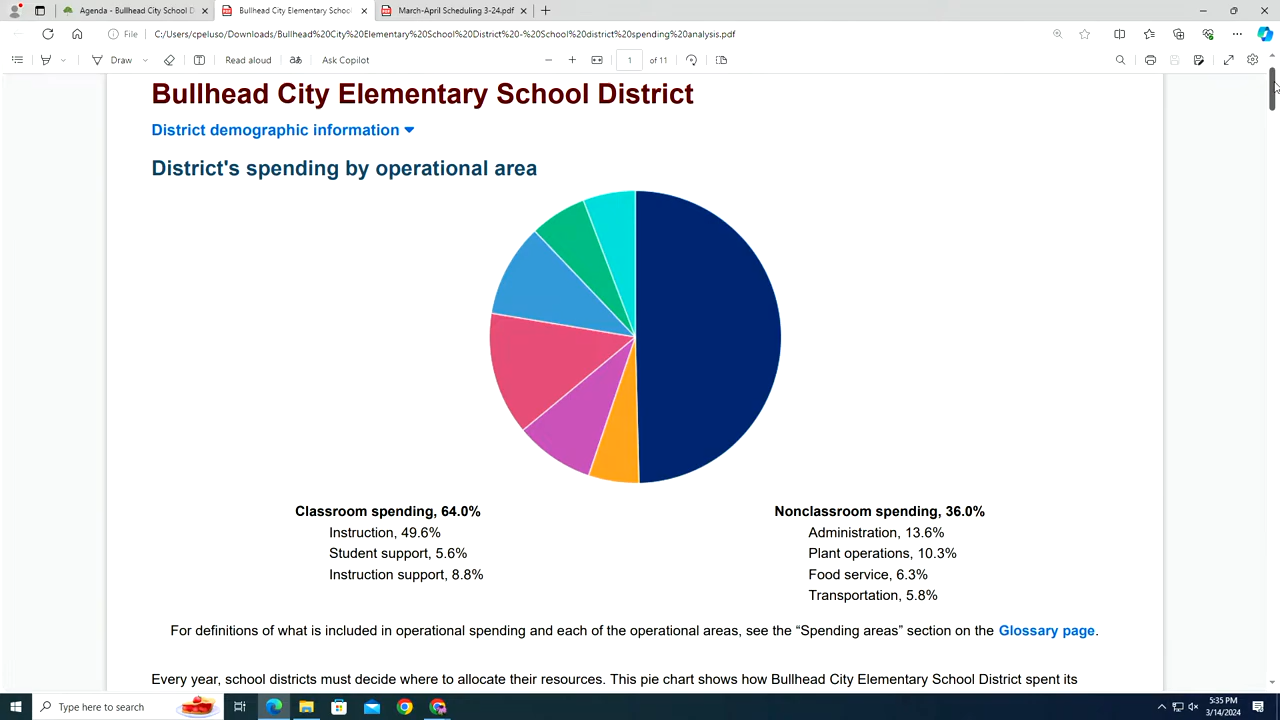 Agenda - Bullhead City School D
Bullhead City Elementary School
March-April Scheduling 3-24.pdf
File
C:/Users/cpeluso/Downloads/Bullhead%20City%20Elementary%20School%20District%20-%20School%20district%20spending%20analysis.pdf
Draw
Read aloud
Ask Copilot
1
of 11
Bullhead City Elementary School District
District demographic information
District's spending by operational area
Classroom spending, 64.0%
Instruction, 49.6%
Student support, 5.6%
Instruction support, 8.8%
Nonclassroom spending, 36.0%
Administration, 13.6%
Plant operations, 10.3%
Food service, 6.3%
Transportation, 5.8%
For definitions of what is included in operational spending and each of the operational areas, see the “Spending areas” section on the Glossary page.
Every year, school districts must decide where to allocate their resources. This pie chart shows how Bullhead City Elementary School District spent its
Type here to search
5:35 PM
3/14/2024